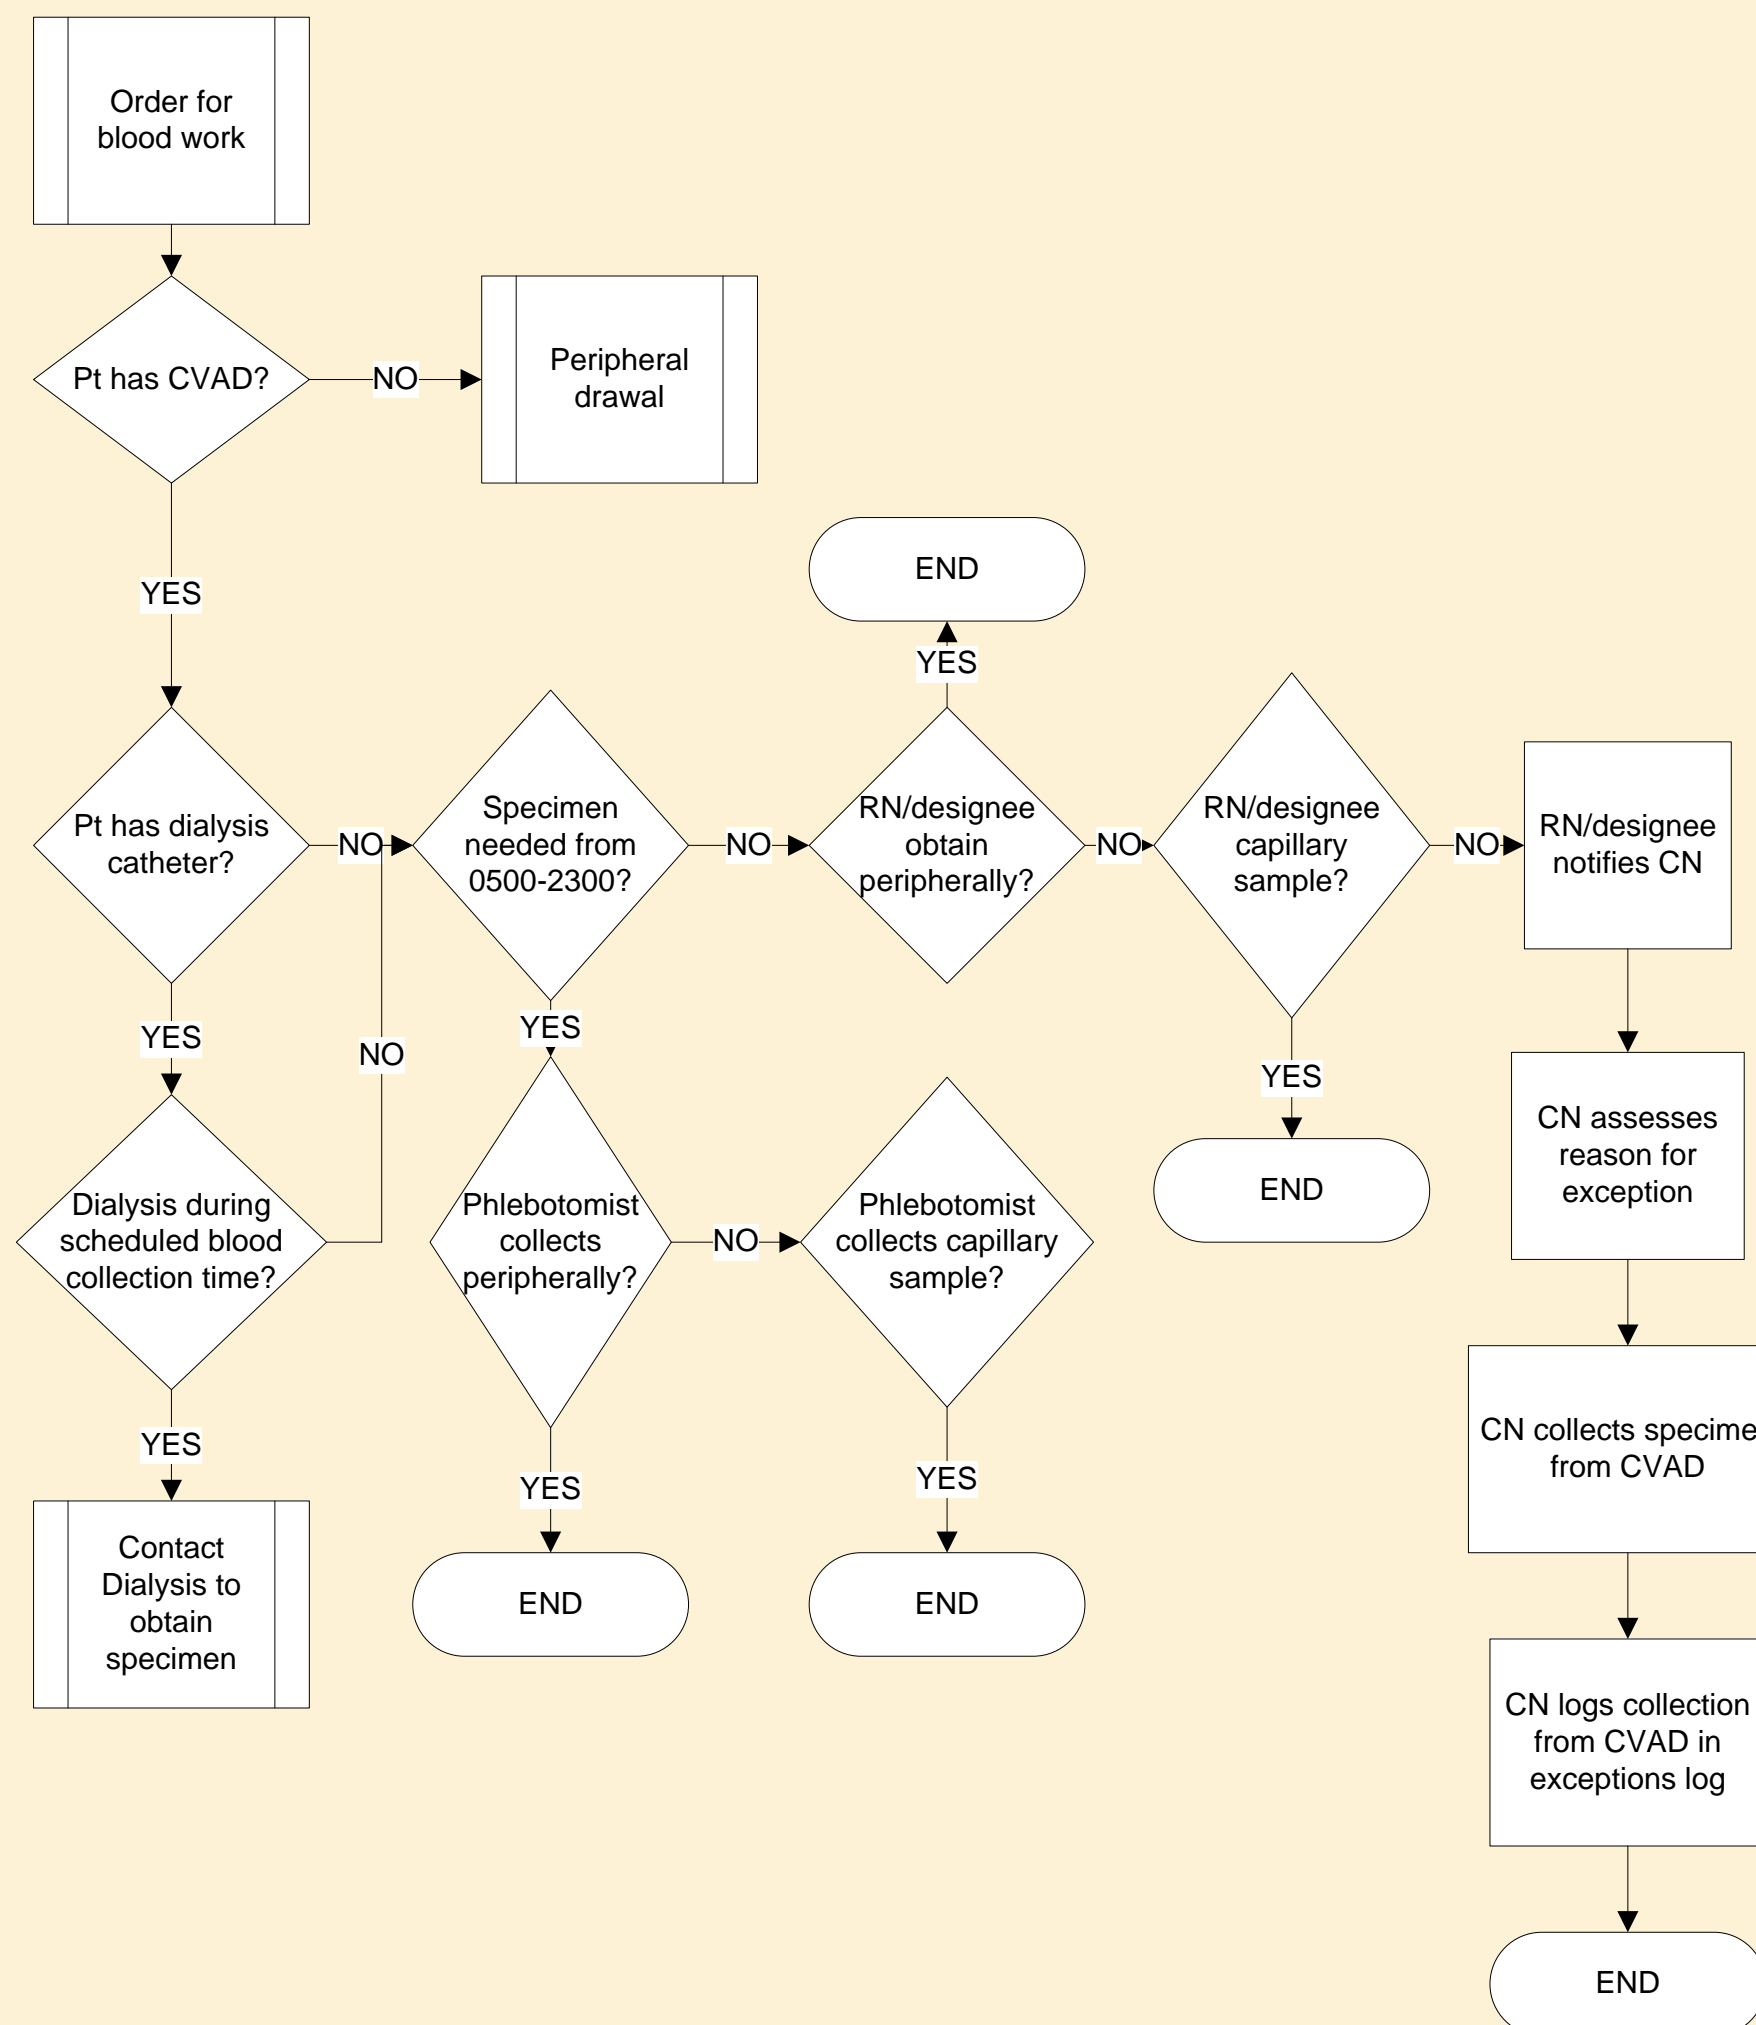 Order for
blood work
Pt has CVAD?
NO
Peripheral
drawal
YES
END
YES
Pt has dialysis
catheter?
NO
Specimen
needed from
0500-2300?
NO
RN/designee
obtain
peripherally?
NO
RN/designee
capillary
sample?
NO
RN/designee
notifies CN
YES
NO
YES
YES
CN assesses
reason for
exception
Dialysis during
scheduled blood
collection time?
Phlebotomist
collects
peripherally?
NO
Phlebotomist
collects capillary
sample?
END
YES
YES
YES
CN collects specime
from CVAD
Contact
Dialysis to
obtain
specimen
END
END
CN logs collection
from CVAD in
exceptions log
END